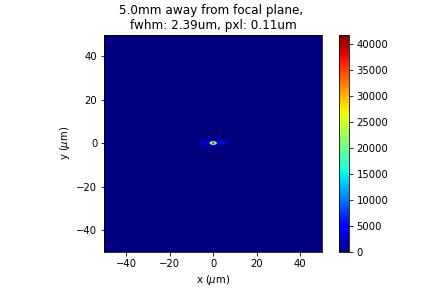 5.0mm away from focal plane,
fwhm: 2.39um, pxl: 0.11um
40
20
0
−20
−40
y (μm)
−40 −20 0 20 40
x (μm)
40000
35000
30000
25000
20000
15000
10000
5000
0